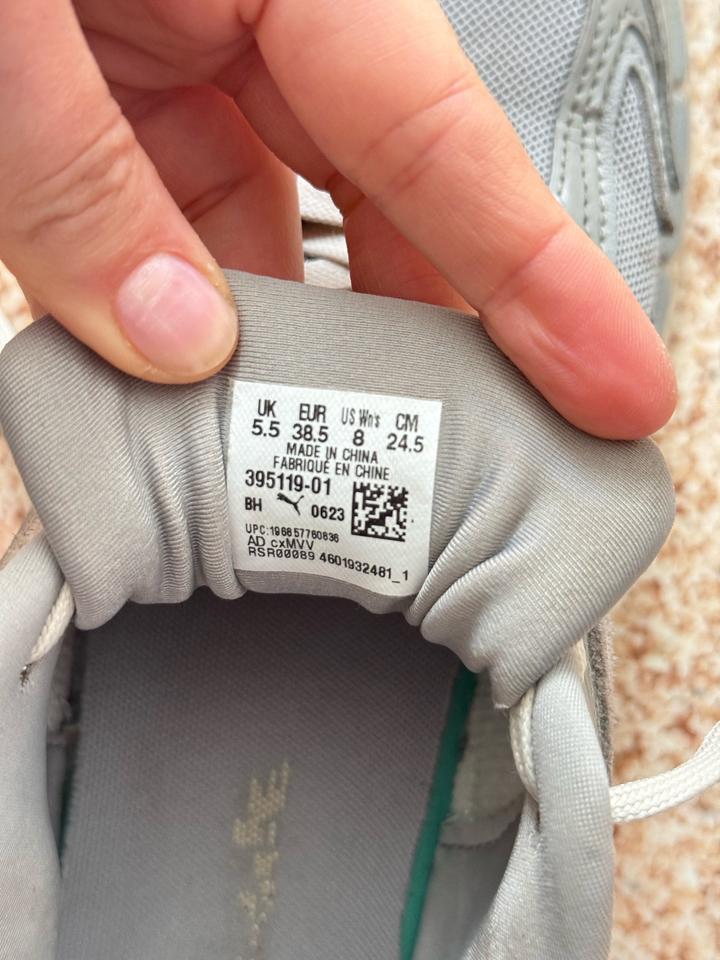 UK EUR US Wn's CM
5.5 38.5 8 24.5
MADE IN CHINA
FABRIQUÉ EN CHINE
395119-01
BH 0623
UPC:196857760836
AD cxMVV
RSR00089 4601932481_1